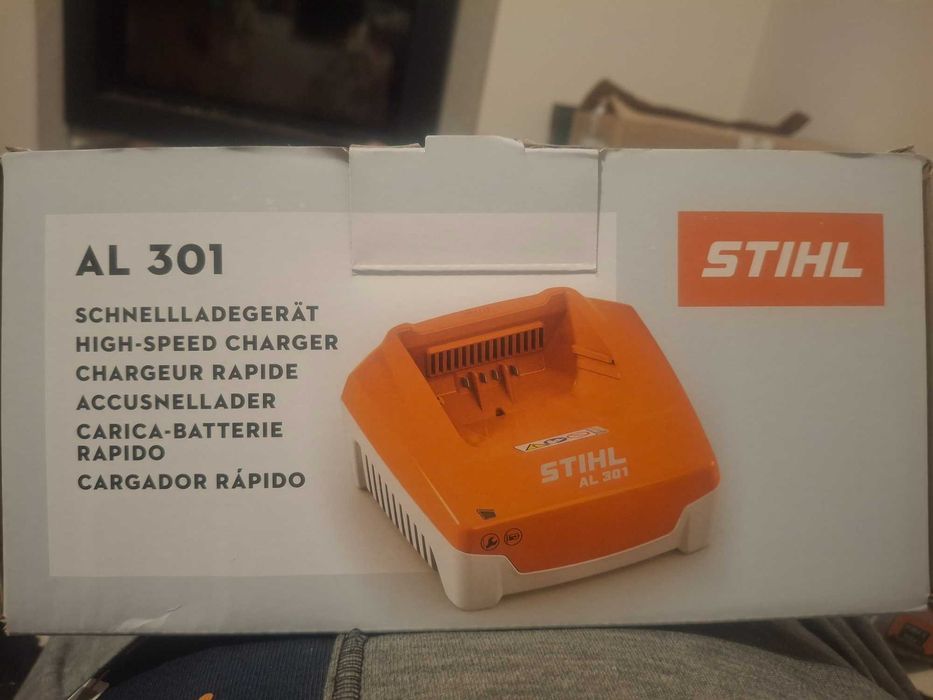 AL 301
SCHNELLLADEGERÄT
HIGH-SPEED CHARGER
CHARGEUR RAPIDE
ACCUSNELLADER
CARICA-BATTERIE
RAPIDO
CARGADOR RÁPIDO
STIHL
STIHL
AL 301